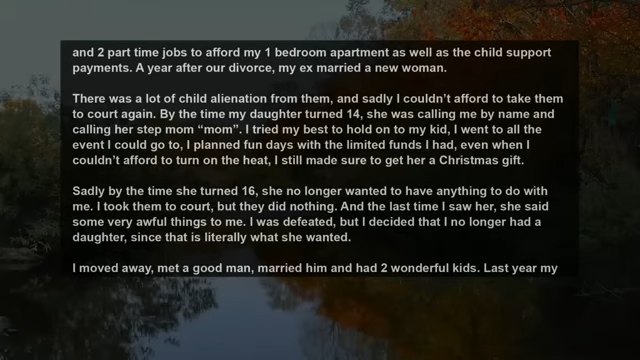 and 2 part time jobs to afford my 1 bedroom apartment as well as the child support
payments. A year after our divorce, my ex married a new woman.
There was a lot of child alienation from them, and sadly I couldn’t afford to take them
to court again. By the time my daughter turned 14, she was calling me by name and
calling her step mom “mom”. I tried my best to hold on to my kid, I went to all the
event I could go to, I planned fun days with the limited funds I had, even when I
couldn’t afford to turn on the heat, I still made sure to get her a Christmas gift.
Sadly by the time she turned 16, she no longer wanted to have anything to do with
me. I took them to court, but they did nothing. And the last time I saw her, she said
some very awful things to me. I was defeated, but I decided that I no longer had a
daughter, since that is literally what she wanted.
I moved away, met a good man, married him and had 2 wonderful kids. Last year my